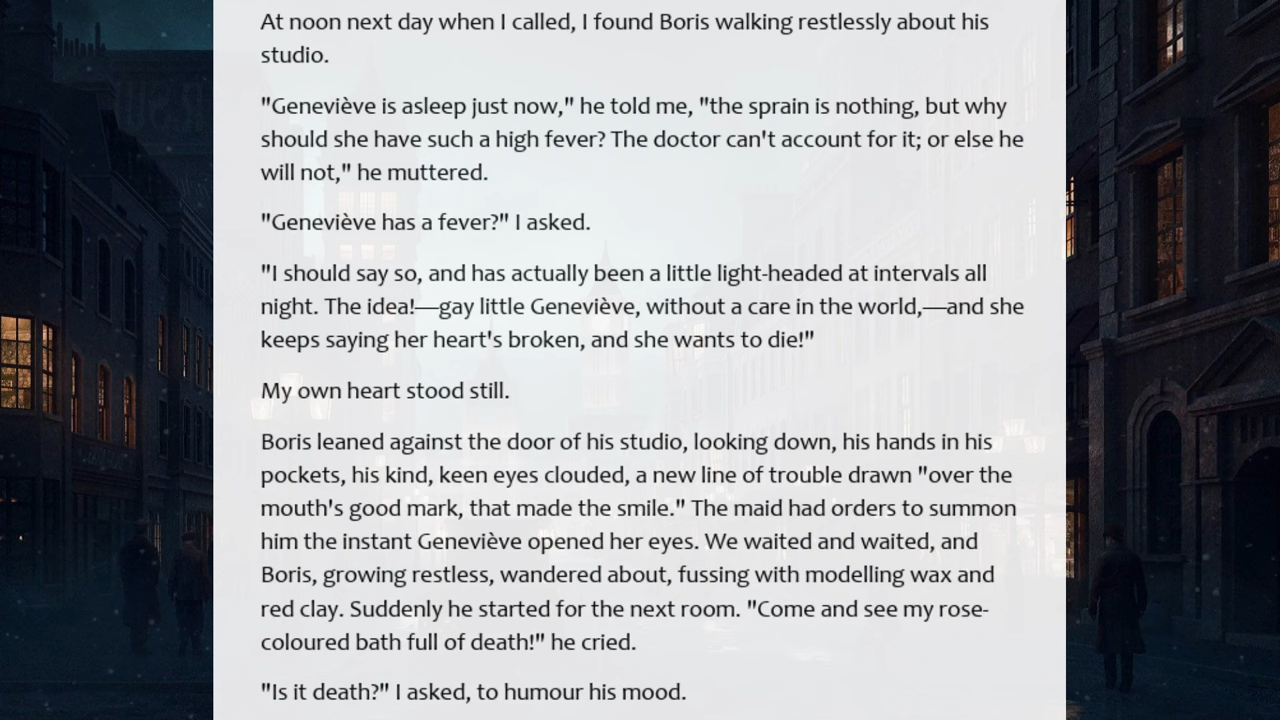 At noon next day when I called, I found Boris walking restlessly about his
studio.
"Geneviève is asleep just now," he told me, "the sprain is nothing, but why
should she have such a high fever? The doctor can't account for it; or else he
will not," he muttered.
"Geneviève has a fever?" I asked.
"I should say so, and has actually been a little light-headed at intervals all
night. The idea!—gay little Geneviève, without a care in the world,—and she
keeps saying her heart's broken, and she wants to die!"
My own heart stood still.
Boris leaned against the door of his studio, looking down, his hands in his
pockets, his kind, keen eyes clouded, a new line of trouble drawn "over the
mouth's good mark, that made the smile." The maid had orders to summon
him the instant Geneviève opened her eyes. We waited and waited, and
Boris, growing restless, wandered about, fussing with modelling wax and
red clay. Suddenly he started for the next room. "Come and see my rose-
coloured bath full of death!" he cried.
"Is it death?" I asked, to humour his mood.